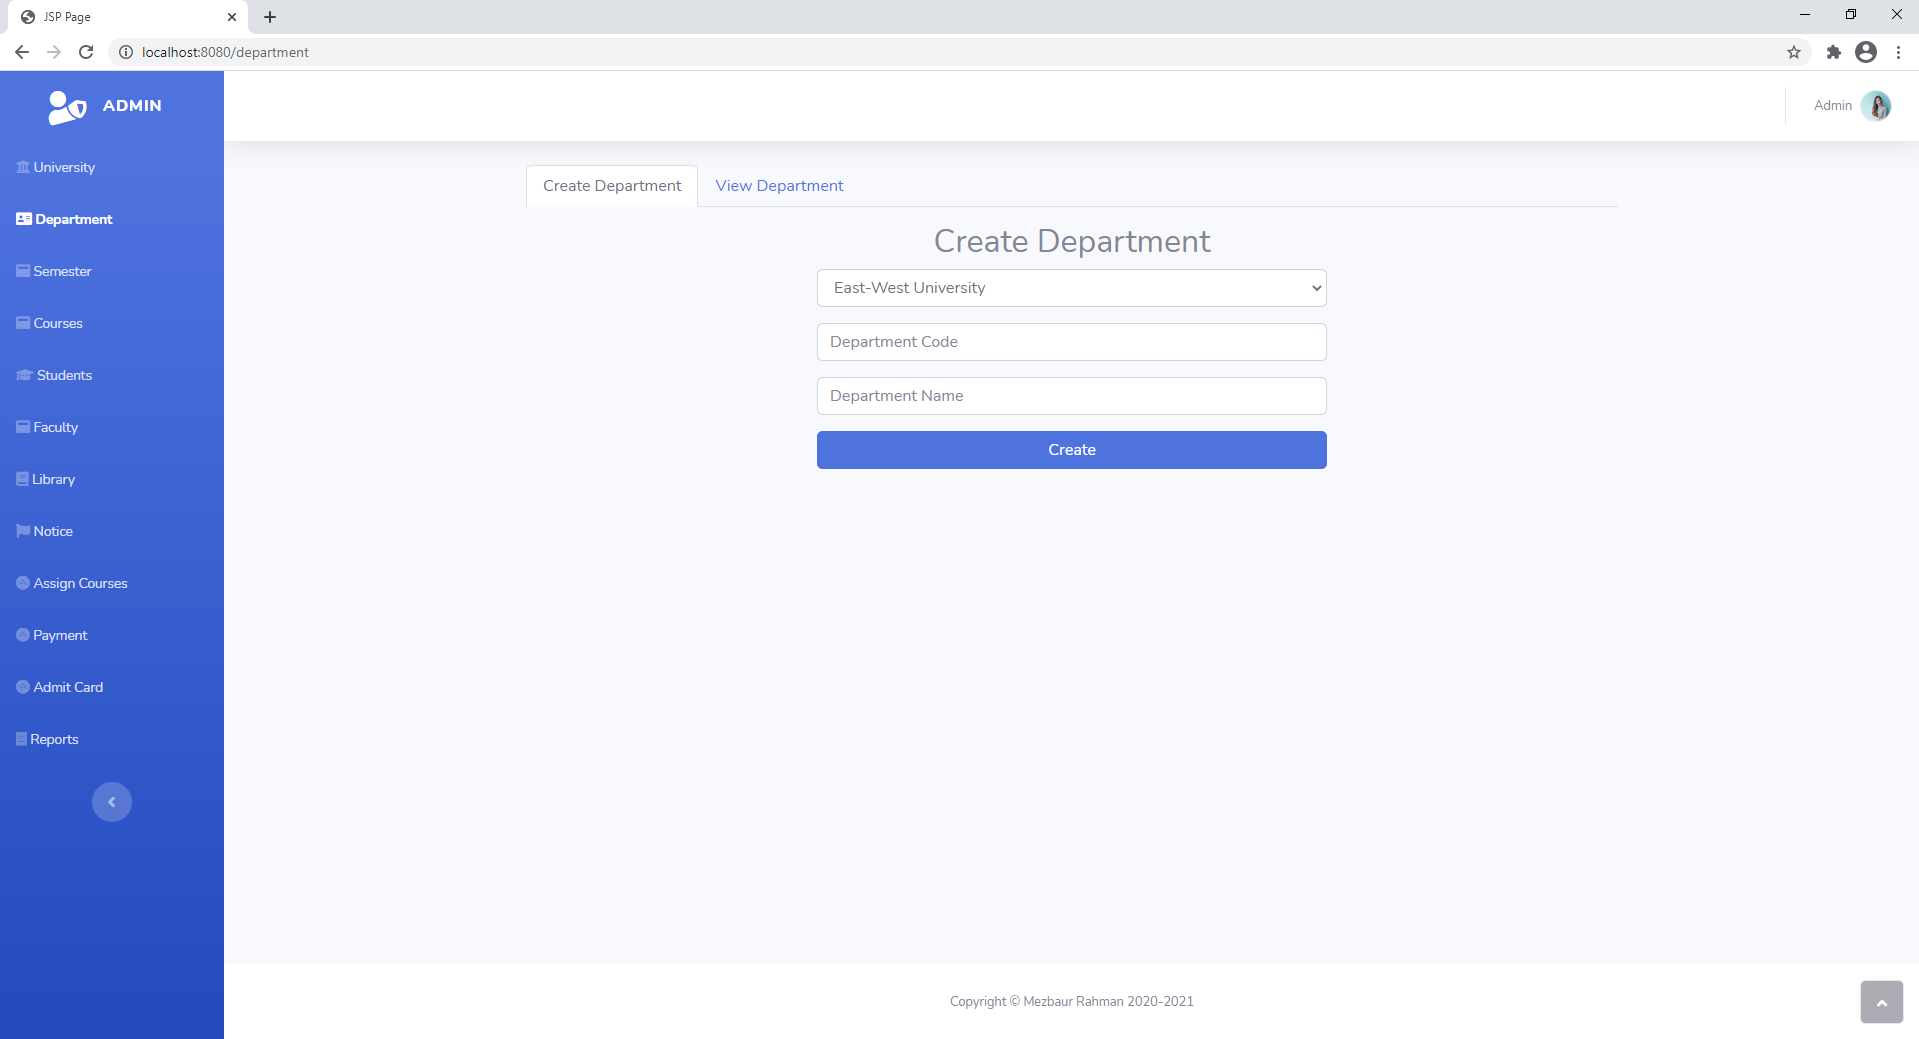 JSP Page
localhost:8080/department
ADMIN
Admin
University
Department
Semester
Courses
Students
Faculty
Library
Notice
Assign Courses
Payment
Admit Card
Reports
Create Department
View Department
Create Department
East-West University
Department Code
Department Name
Create
Copyright © Mezbaur Rahman 2020-2021